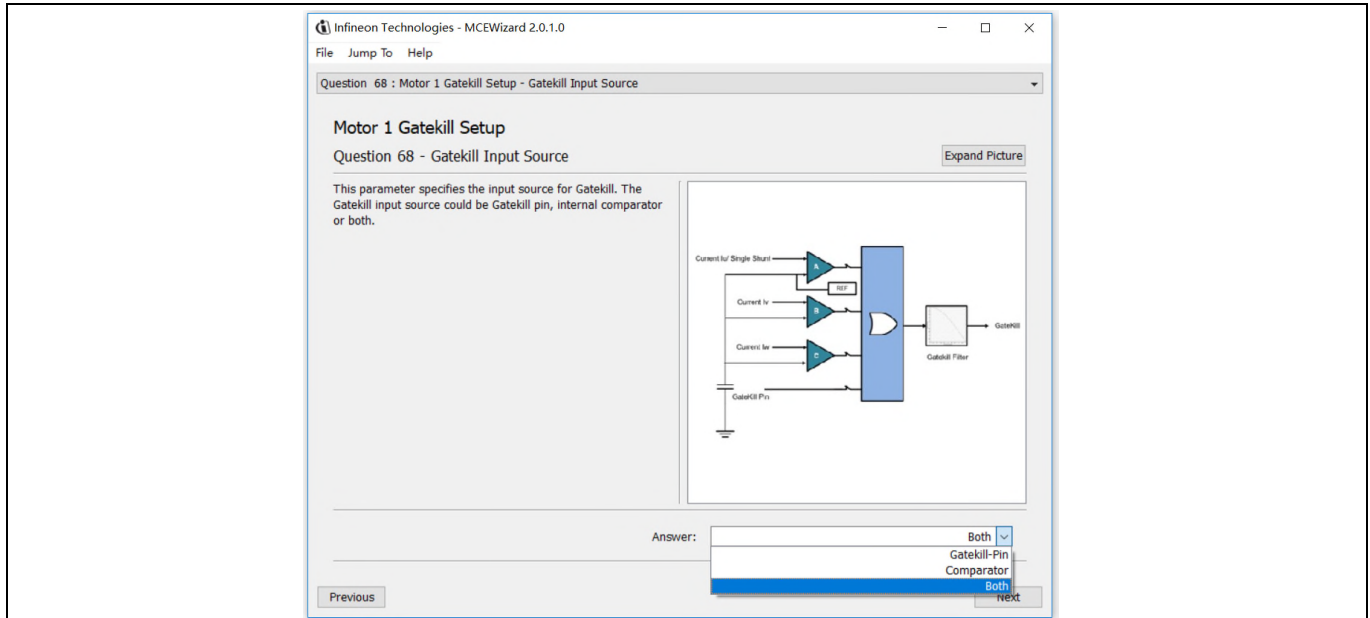 Infineon Technologies - MCEWizard 2.0.1.0
File Jump To Help
Question 68 : Motor 1 Gatekill Setup - Gatekill Input Source
Motor 1 Gatekill Setup
Question 68 - Gatekill Input Source
Expand Picture
This parameter specifies the input source for Gatekill. The
Gatekill input source could be Gatekill pin, internal comparator
or both.
Current Iu/ Single Shunt
A
REF
Current Iv
B
GateKill
Current Iw
C
Gatekill Filter
GateKill Pin
Answer:
Both
Gatekill-Pin
Comparator
Both
Previous
Next